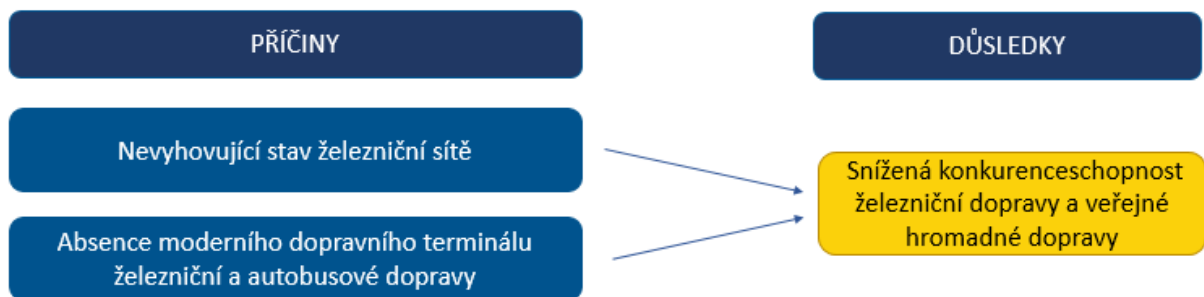 PŘÍČINY
DŮSLEDKY
Nevyhovující stav železniční sítě
Absence moderního dopravního terminálu
železniční a autobusové dopravy
Snížená konkurenceschopnost
železniční dopravy a veřejné
hromadné dopravy